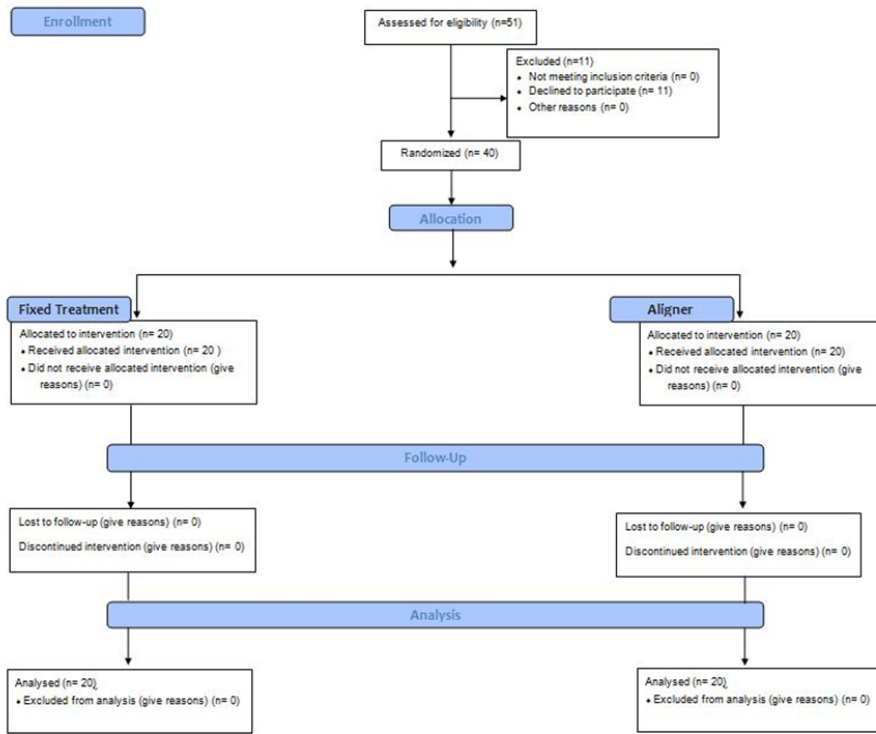 Enrollment
Assessed for eligibility (n=51)
Excluded (n=11)
• Not meeting inclusion criteria (n= 0)
• Declined to participate (n= 11)
• Other reasons (n= 0)
Randomized (n= 40)
Allocation
Fixed Treatment
Allocated to intervention (n= 20)
• Received allocated intervention (n= 20 )
• Did not receive allocated intervention (give
reasons) (n= 0)
Aligner
Allocated to intervention (n= 20)
• Received allocated intervention (n= 20)
• Did not receive allocated intervention (give
reasons) (n= 0)
Follow-Up
Lost to follow-up (give reasons) (n= 0)
Discontinued intervention (give reasons) (n= 0)
Lost to follow-up (give reasons) (n= 0)
Discontinued intervention (give reasons) (n= 0)
Analysis
Analysed (n= 20)
• Excluded from analysis (give reasons) (n= 0)
Analysed (n= 20)
• Excluded from analysis (give reasons) (n= 0)